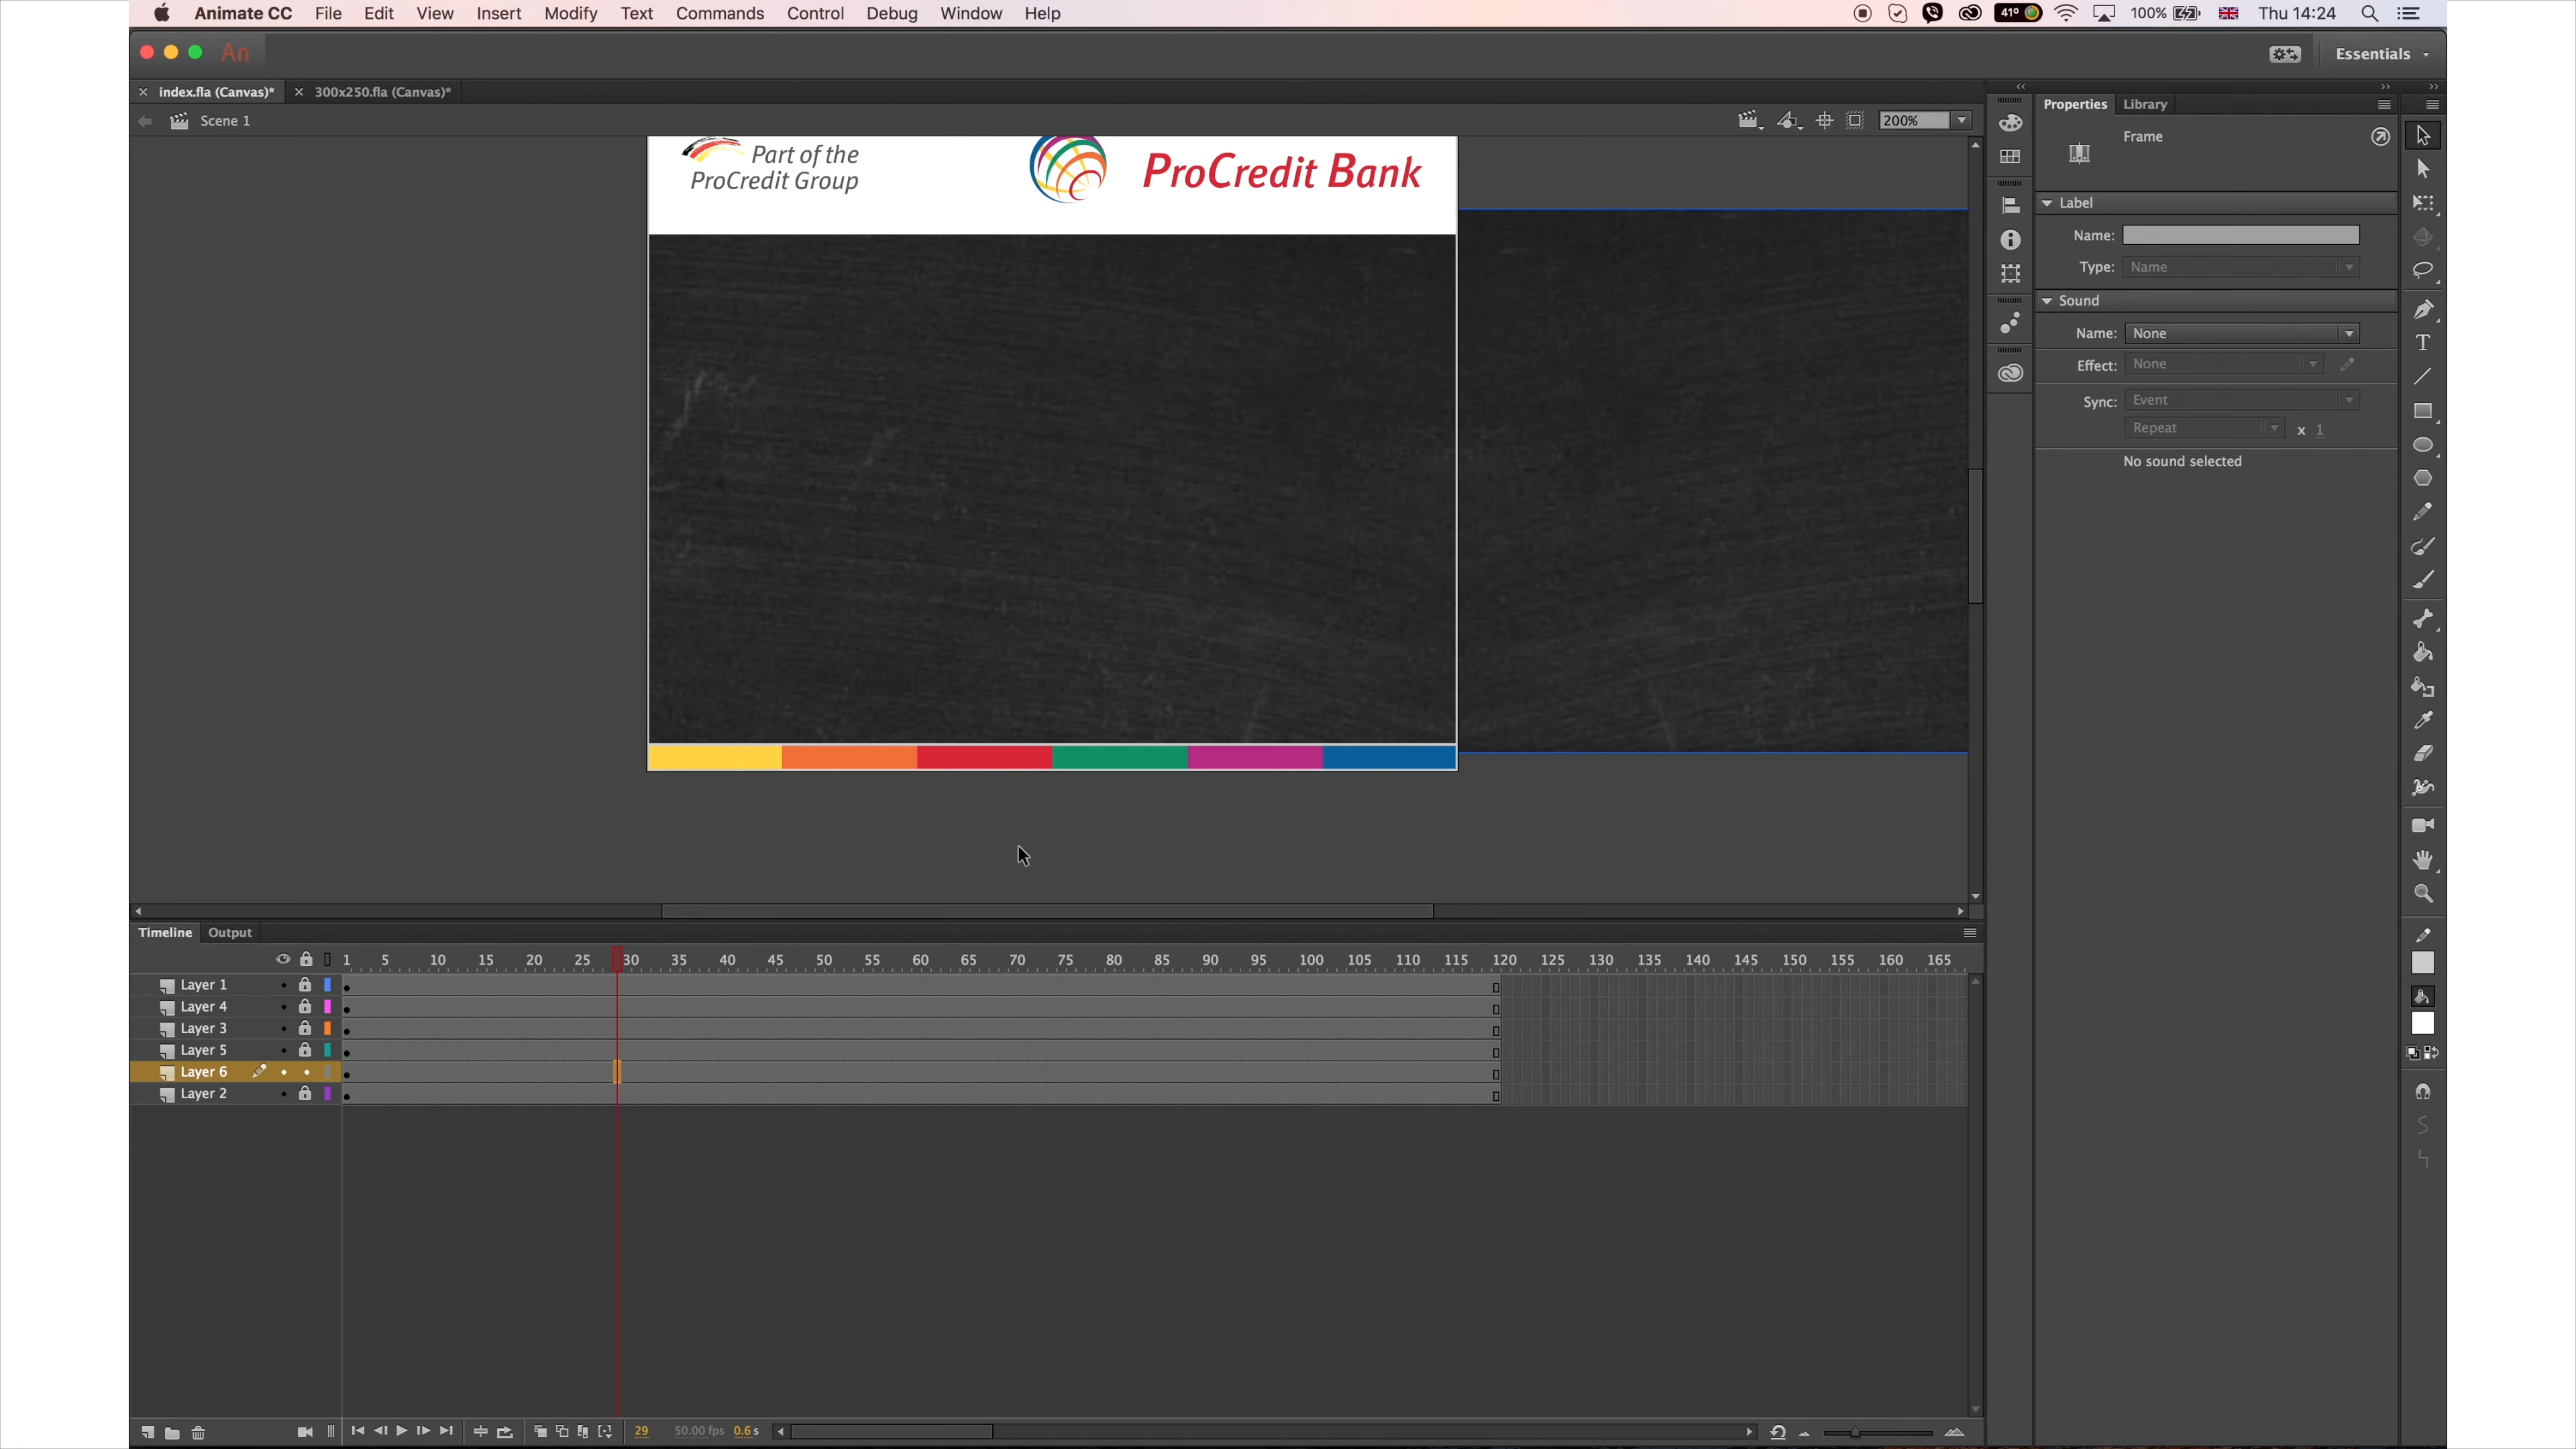 Animate CC File Edit View Insert Modify Text Commands Control Debug Window Help 41° 100% Thu 14:24
An Essentials
index.fla (Canvas)* 300x250.fla (Canvas)*
Scene 1 200%
Part of the
ProCredit Group
ProCredit Bank
Properties Library
Frame
Label
Name:
Type: Name
Sound
Name: None
Effect: None
Sync: Event
Repeat x 1
No sound selected
Timeline Output
1 5 10 15 20 25 30 35 40 45 50 55 60 65 70 75 80 85 90 95 100 105 110 115 120 125 130 135 140 145 150 155 160 165
Layer 1
Layer 4
Layer 3
Layer 5
Layer 6
Layer 2
29 50.00 fps 0.6 s